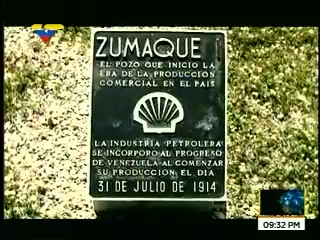 ZUMAQUE
EL POZO QUE INICIO LA
ERA DE LA PRODUCCION
COMERCIAL EN EL PAIS
LA INDUSTRIA PETROLERA
SE INCORPORO AL PROGRESO
DE VENEZUELA AL COMENZAR
SU PRODUCCION EL DIA
31 DE JULIO DE 1914
09:32 PM